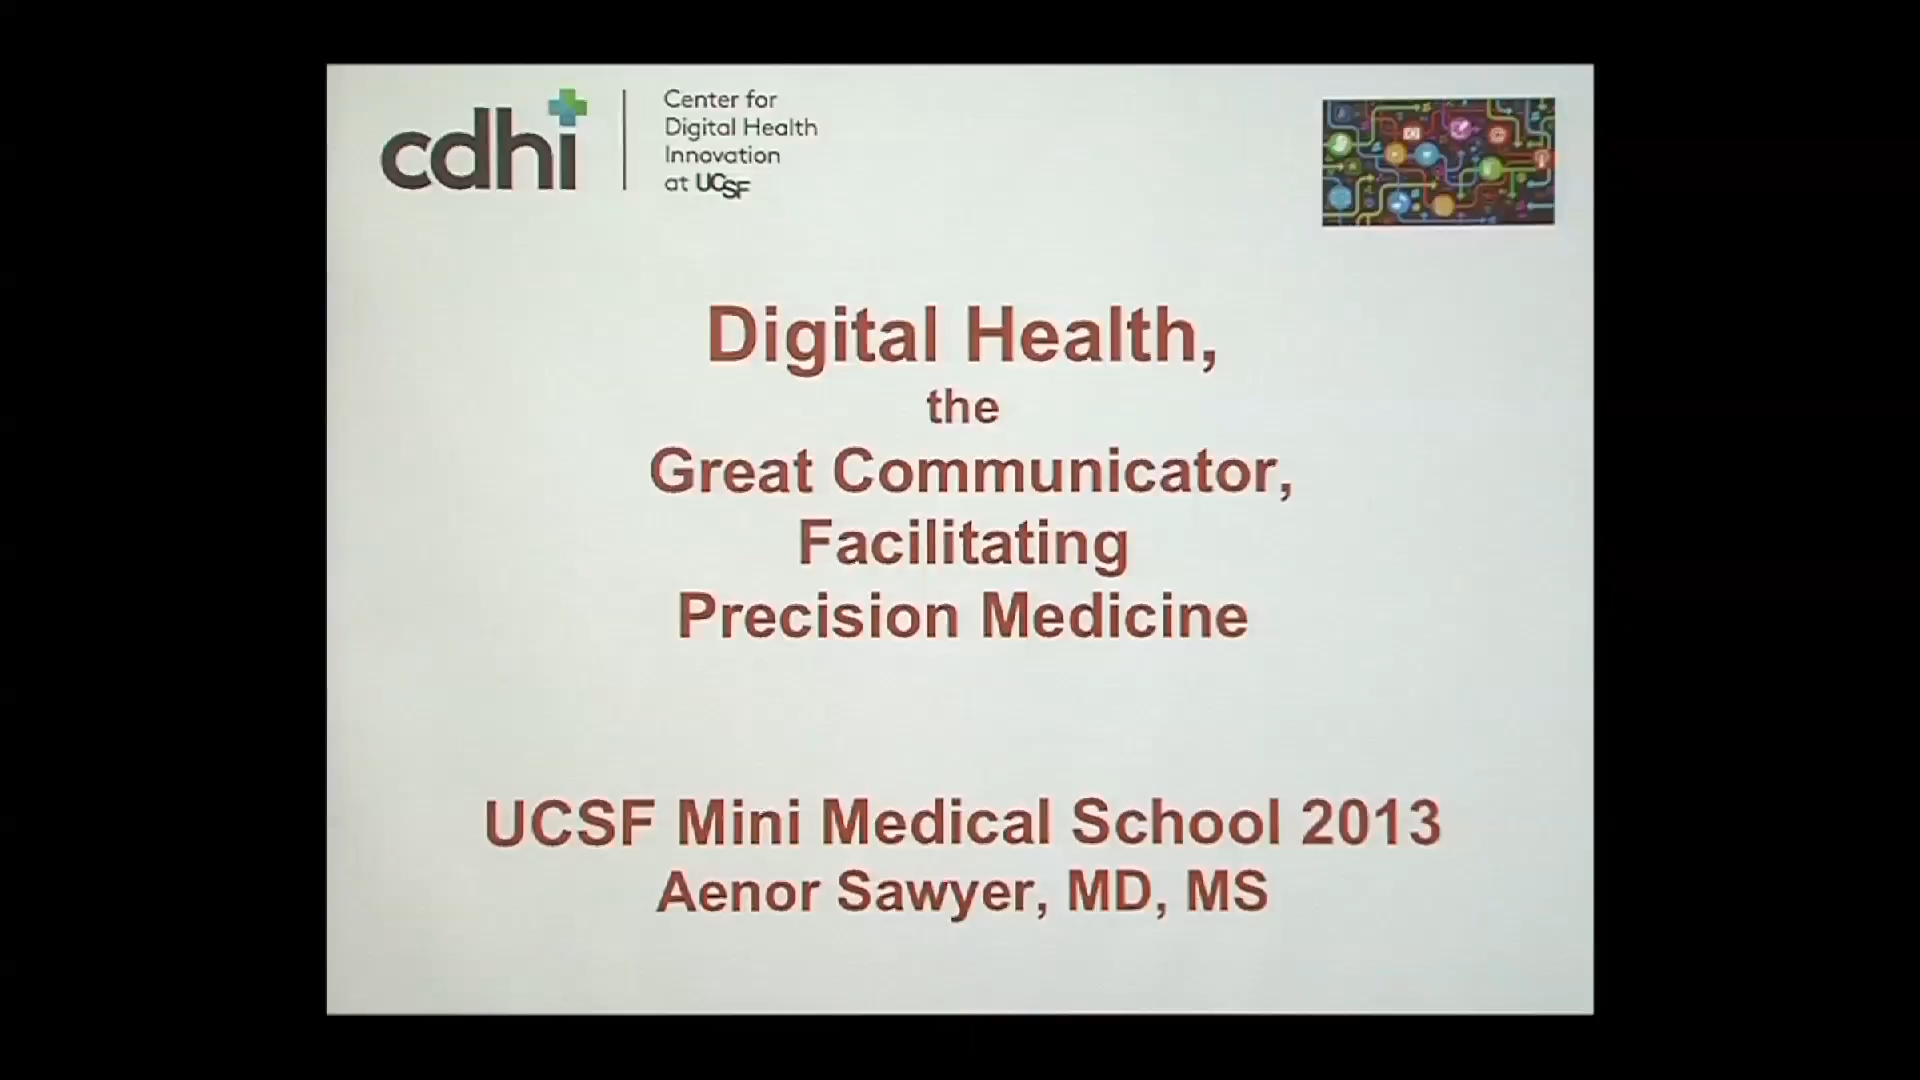 cdhi
Center for
Digital Health
Innovation
at UCSF
Digital Health,
the
Great Communicator,
Facilitating
Precision Medicine
UCSF Mini Medical School 2013
Aenor Sawyer, MD, MS